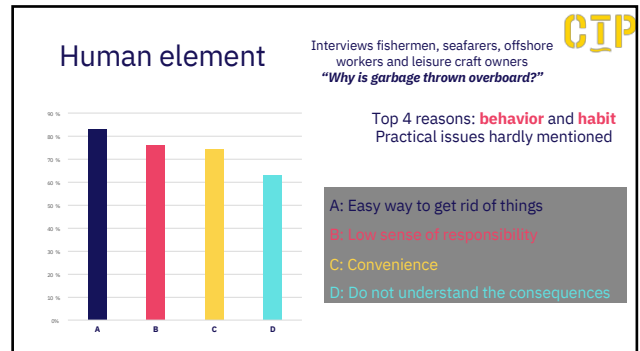 Human element
Interviews fishermen, seafarers, offshore
workers and leisure craft owners
“Why is garbage thrown overboard?”
CTP
Top 4 reasons: behavior and habit
Practical issues hardly mentioned
90 %
80 %
70 %
60 %
50 %
40 %
30 %
20 %
10 %
0%
A B C D
A: Easy way to get rid of things
B: Low sense of responsibility
C: Convenience
D: Do not understand the consequences